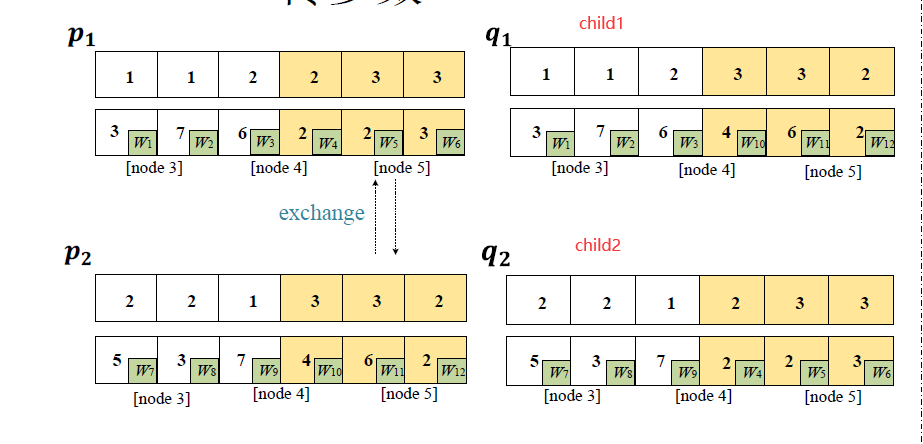 p₁
1 1 2 2 3 3
3 W₁ 7 W₂ 6 W₃ 2 W₄ 2 W₅ 3 W₆
[node 3] [node 4] [node 5]
exchange
p₂
2 2 1 3 3 2
5 W₇ 3 W₈ 7 W₉ 4 W₁₀ 6 W₁₁ 2 W₁₂
[node 3] [node 4] [node 5]
child1
q₁
1 1 2 3 3 2
3 W₁ 7 W₂ 6 W₃ 4 W₁₀ 6 W₁₁ 2 W₁₂
[node 3] [node 4] [node 5]
child2
q₂
2 2 1 2 3 3
5 W₇ 3 W₈ 7 W₉ 2 W₄ 2 W₅ 3 W₆
[node 3] [node 4] [node 5]